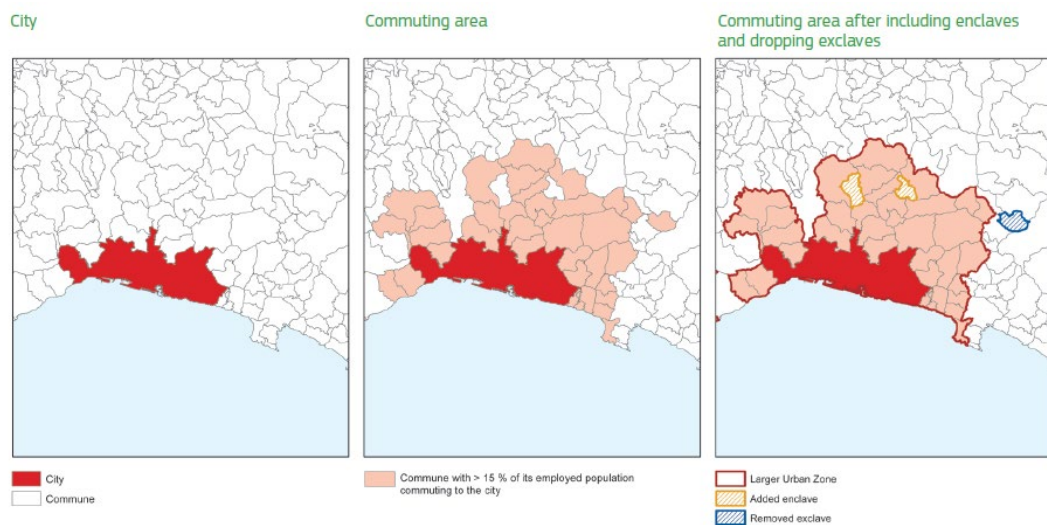 City
Commuting area
Commuting area after including enclaves
and dropping exclaves
City
Commune
Commune with > 15 % of its employed population
commuting to the city
Larger Urban Zone
Added enclave
Removed exclave